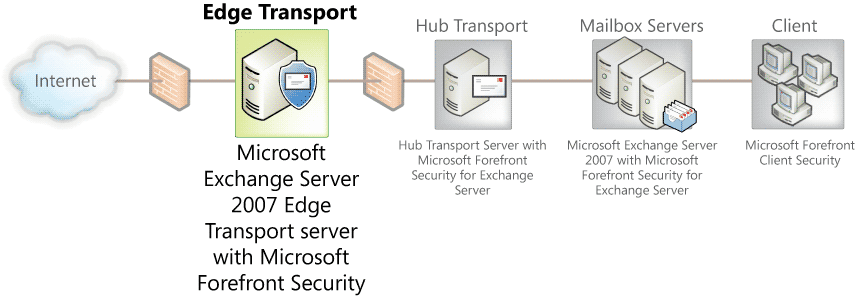 Edge Transport
Hub Transport
Mailbox Servers
Client
Internet
Microsoft
Exchange Server
2007 Edge
Transport server
with Microsoft
Forefront Security
Hub Transport Server with
Microsoft Forefront
Security for Exchange
Server
Microsoft Exchange Server
2007 with Microsoft
Forefront Security for
Exchange Server
Microsoft Forefront
Client Security